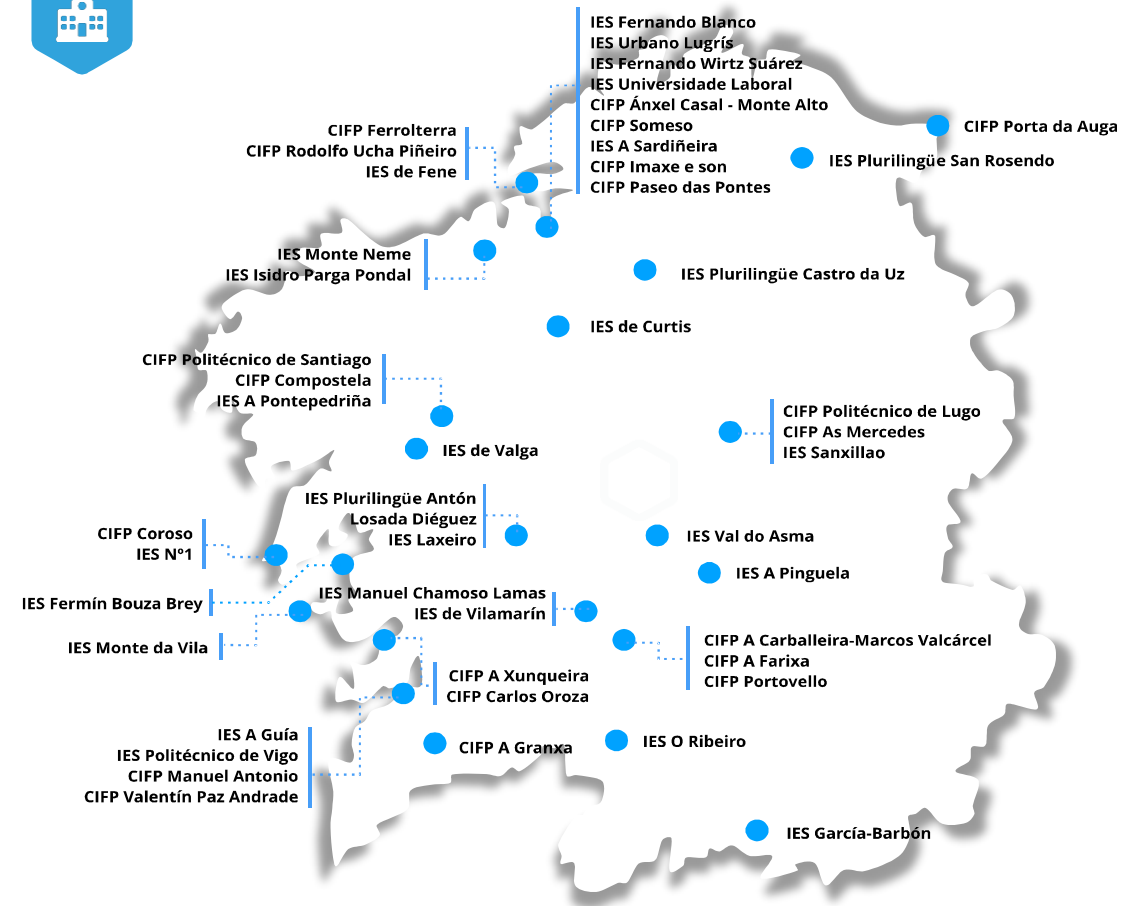 IES Fernando Blanco
IES Urbano Lugrís
IES Fernando Wirtz Suárez
IES Universidade Laboral
CIFP Ánxel Casal - Monte Alto
CIFP Someso
IES A Sardiñeira
CIFP Imaxe e son
CIFP Paseo das Pontes
CIFP Ferrolterra
CIFP Rodolfo Ucha Piñeiro
IES de Fene
CIFP Porta da Auga
IES Plurilingüe San Rosendo
IES Monte Neme
IES Isidro Parga Pondal
IES Plurilingüe Castro da Uz
IES de Curtis
CIFP Politécnico de Santiago
CIFP Compostela
IES A Pontepedriña
CIFP Politécnico de Lugo
CIFP As Mercedes
IES Sanxillao
IES de Valga
IES Plurilingüe Antón
Losada Diéguez
IES Laxeiro
CIFP Coroso
IES Nº1
IES Val do Asma
IES A Pinguela
IES Fermín Bouza Brey
IES Manuel Chamoso Lamas
IES de Vilamarín
IES Monte da Vila
CIFP A Carballeira-Marcos Valcárcel
CIFP A Farixa
CIFP Portovello
CIFP A Xunqueira
CIFP Carlos Oroza
IES A Guía
IES Politécnico de Vigo
CIFP Manuel Antonio
CIFP Valentín Paz Andrade
CIFP A Granxa
IES O Ribeiro
IES García-Barbón